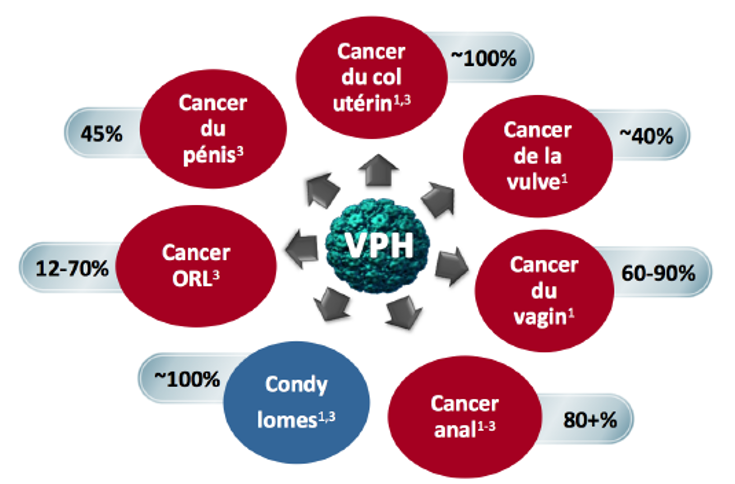 Cancer
du col
utérin1,3
~100%
Cancer
de la
vulve1
~40%
Cancer
du
vagin1
60-90%
Cancer
anal1-3
80+%
Condy
lomes1,3
~100%
Cancer
ORL3
12-70%
Cancer
du
pénis3
45%
VPH